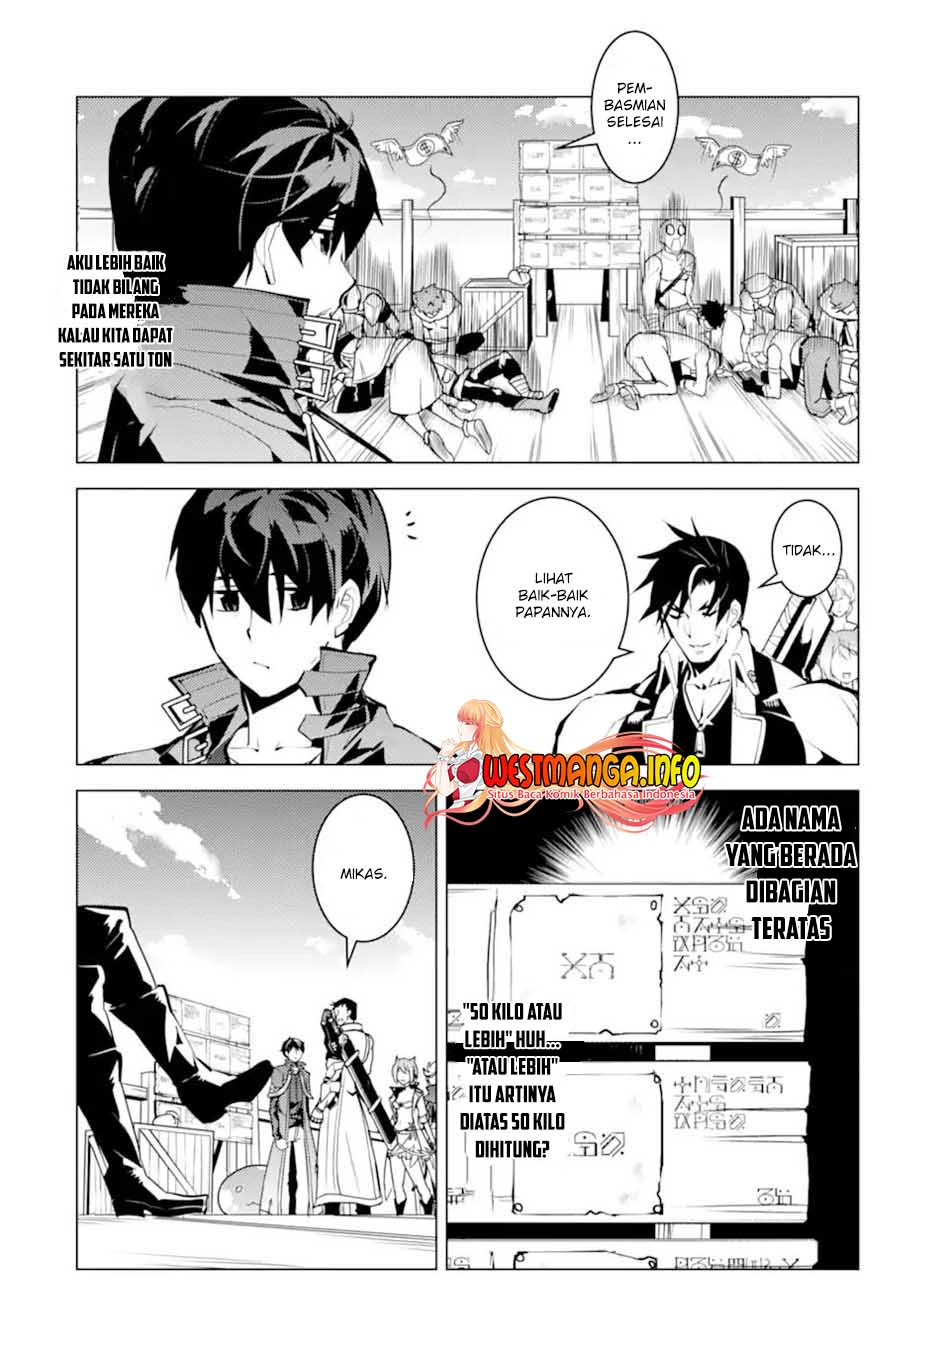 PEM-
BASMIAN
SELESAI
...
AKU LEBIH BAIK
TIDAK BILANG
PADA MEREKA
KALAU KITA DAPAT
SEKITAR SATU TON
TIDAK...
LIHAT
BAIK-BAIK
PAPANNYA.
WESTMANGA.INFO
Situs Baca Komik Berbahasa Indonesia
MIKAS.
ADA NAMA
YANG BERADA
DIBAGIAN
TERATAS
"50 KILO ATAU
LEBIH" HUH...
"ATAU LEBIH"
ITU ARTINYA
DIATAS 50 KILO
DIHITUNG?